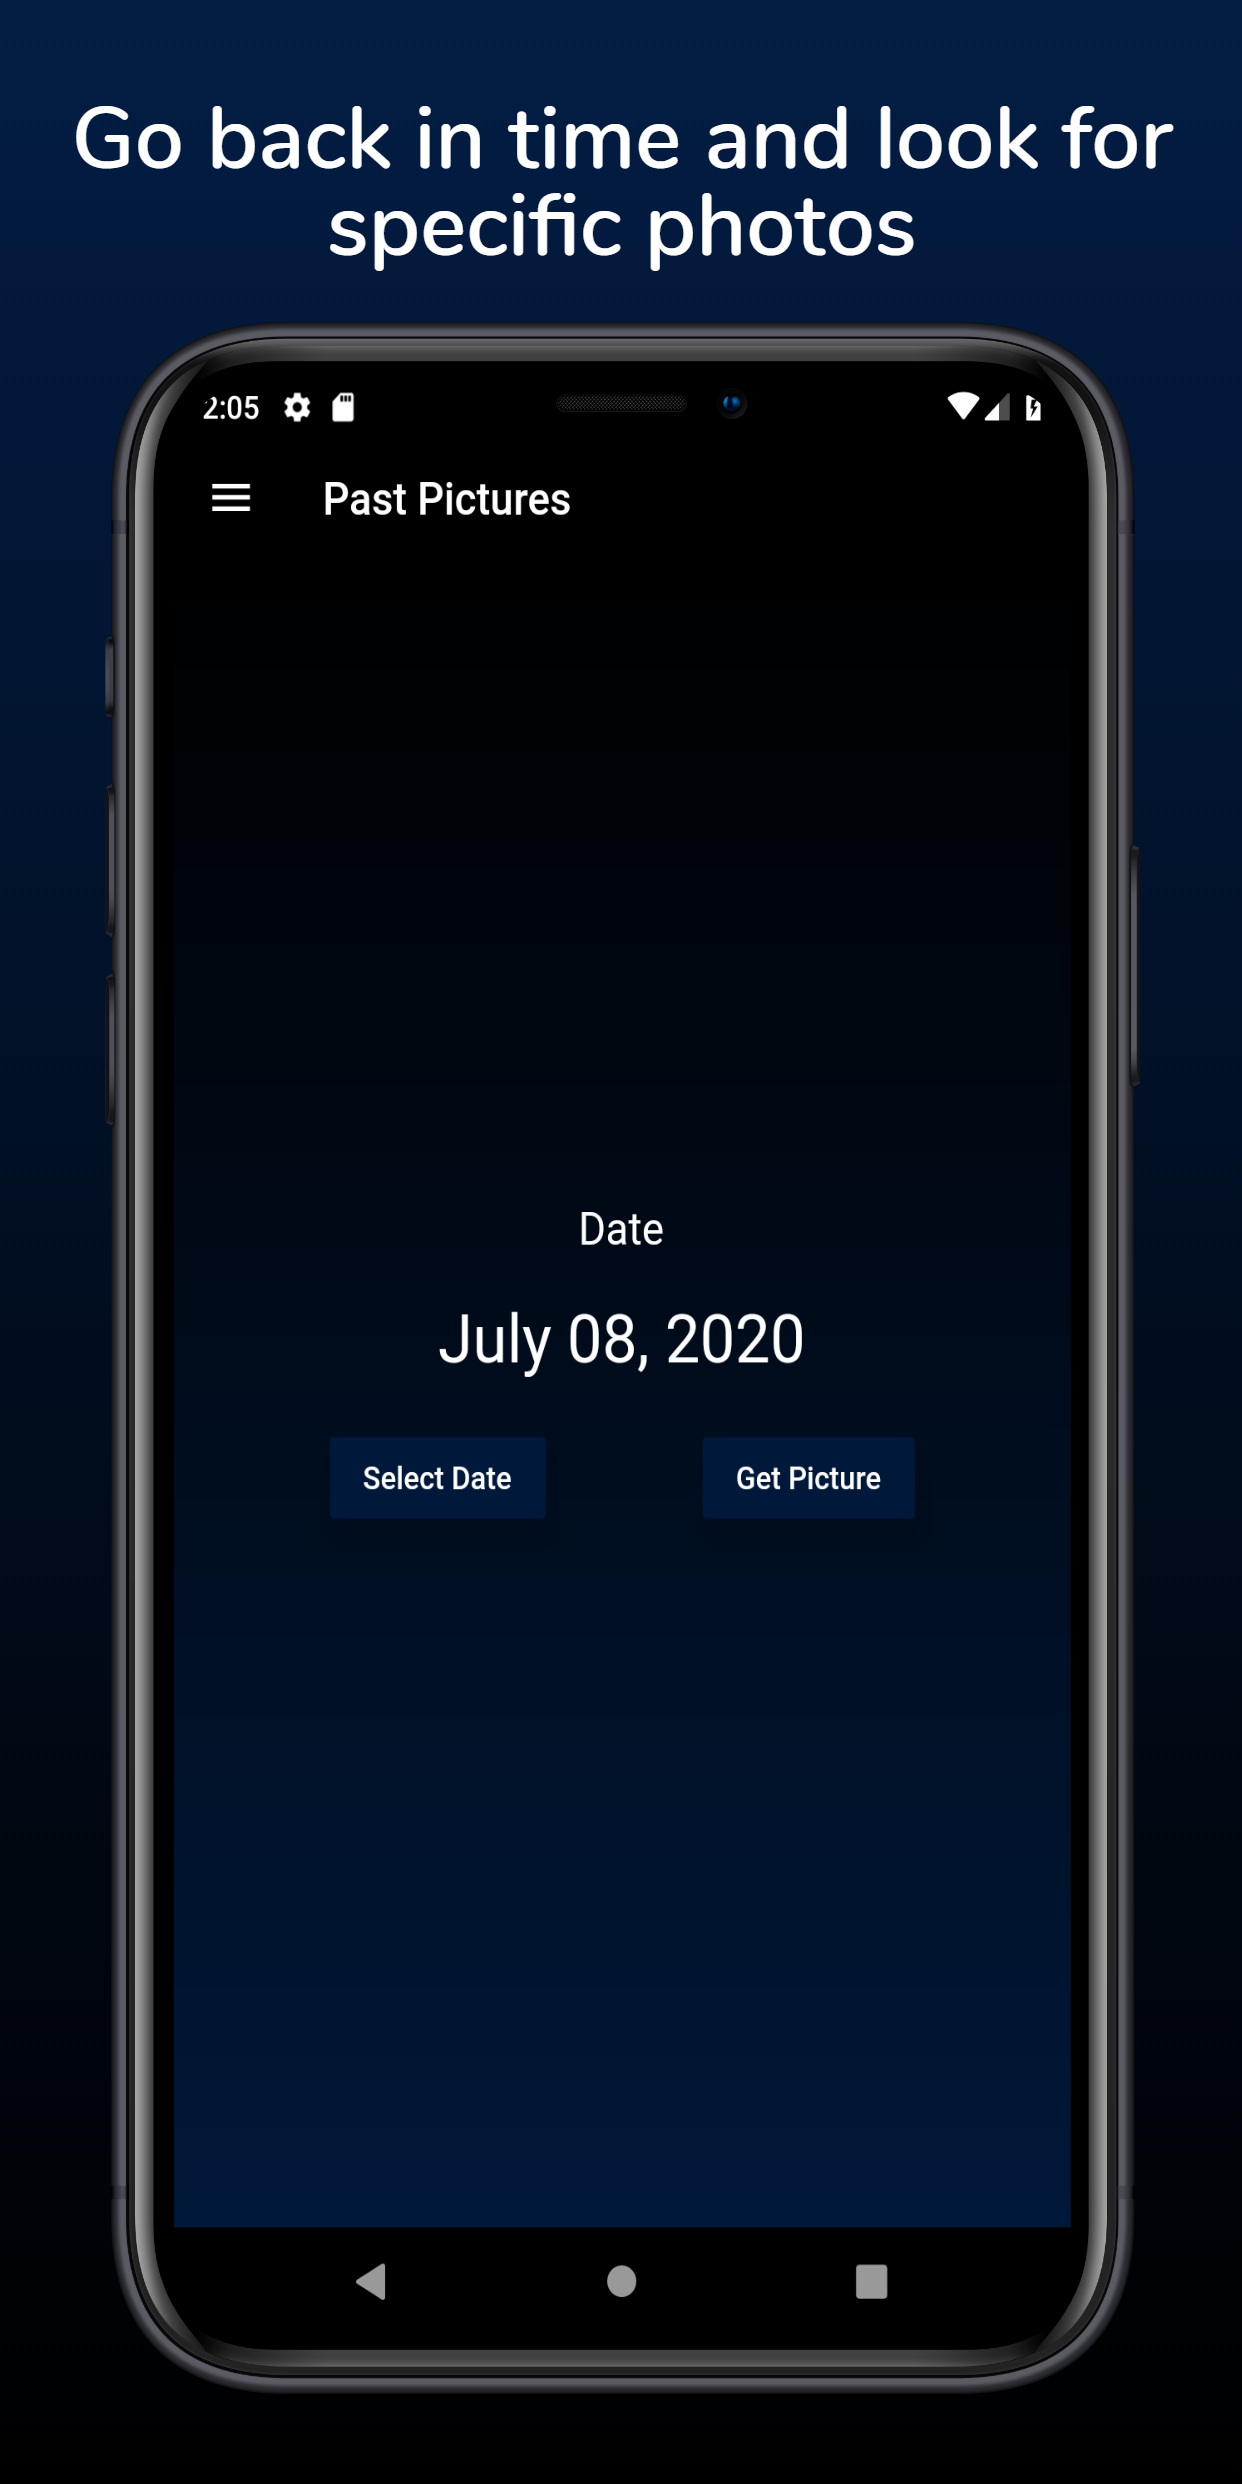 Go back in time and look for
specific photos
2:05
Past Pictures
Date
July 08, 2020
Select Date
Get Picture